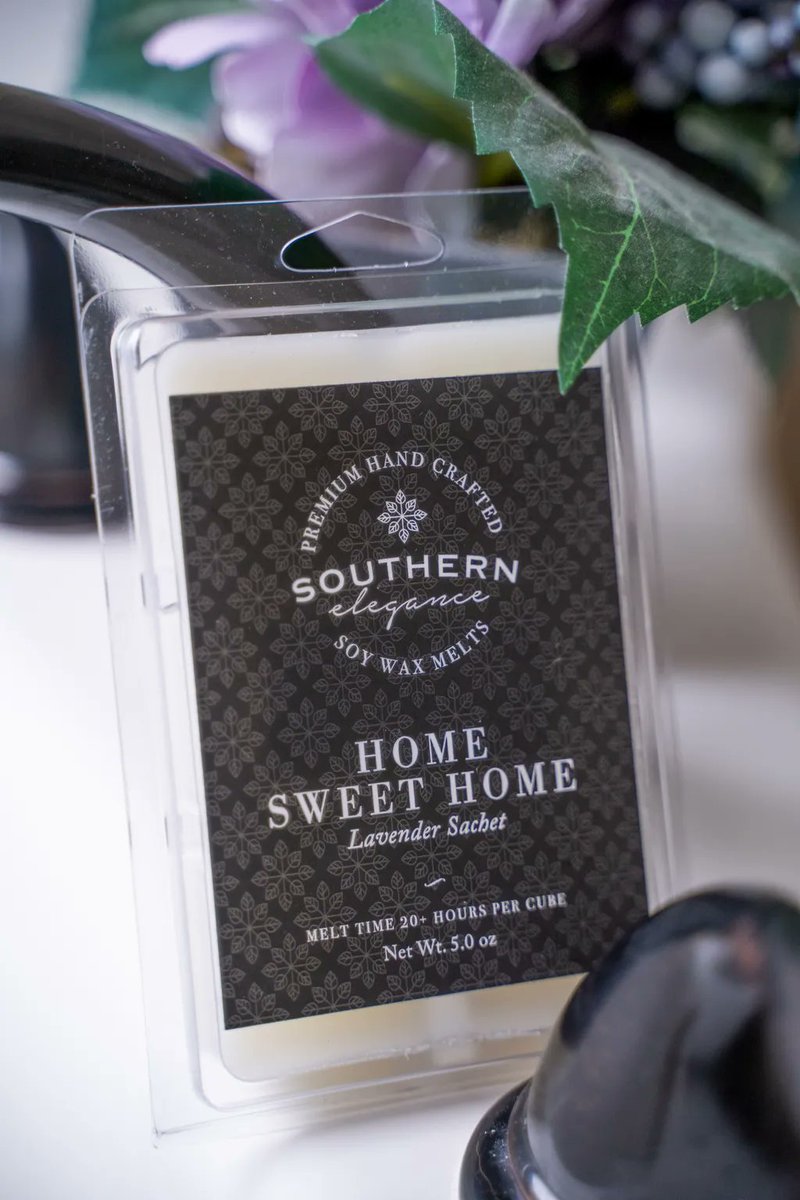 PREMIUM HAND CRAFTED
SOUTHERN
elegance
SOY WAX MELTS
HOME
SWEET HOME
Lavender Sachet
MELT TIME 20+ HOURS PER CUBE
Net Wt. 5.0 oz